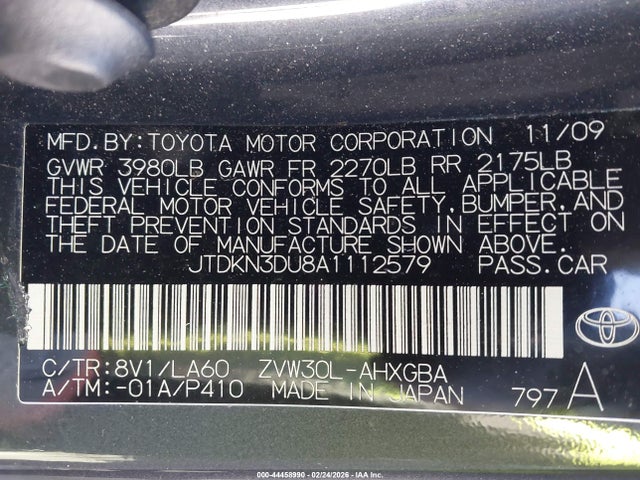 MFD.BY:TOYOTA MOTOR CORPORATION 11/09
GVWR 3980LB GAWR FR 2270LB RR 2175LB
THIS VEHICLE CONFORMS TO ALL APPLICABLE
FEDERAL MOTOR VEHICLE SAFETY,BUMPER,AND
THEFT PREVENTION STANDARDS IN EFFECT ON
THE DATE OF MANUFACTURE SHOWN ABOVE.
JTDKN3DU8A1112579 PASS.CAR
C/TR:8V1/LA60 ZVW30L-AHXGBA
A/TM:-01A/P410 MADE IN JAPAN 797 A
000-44458990 - 02/24/2026 - IAA Inc.